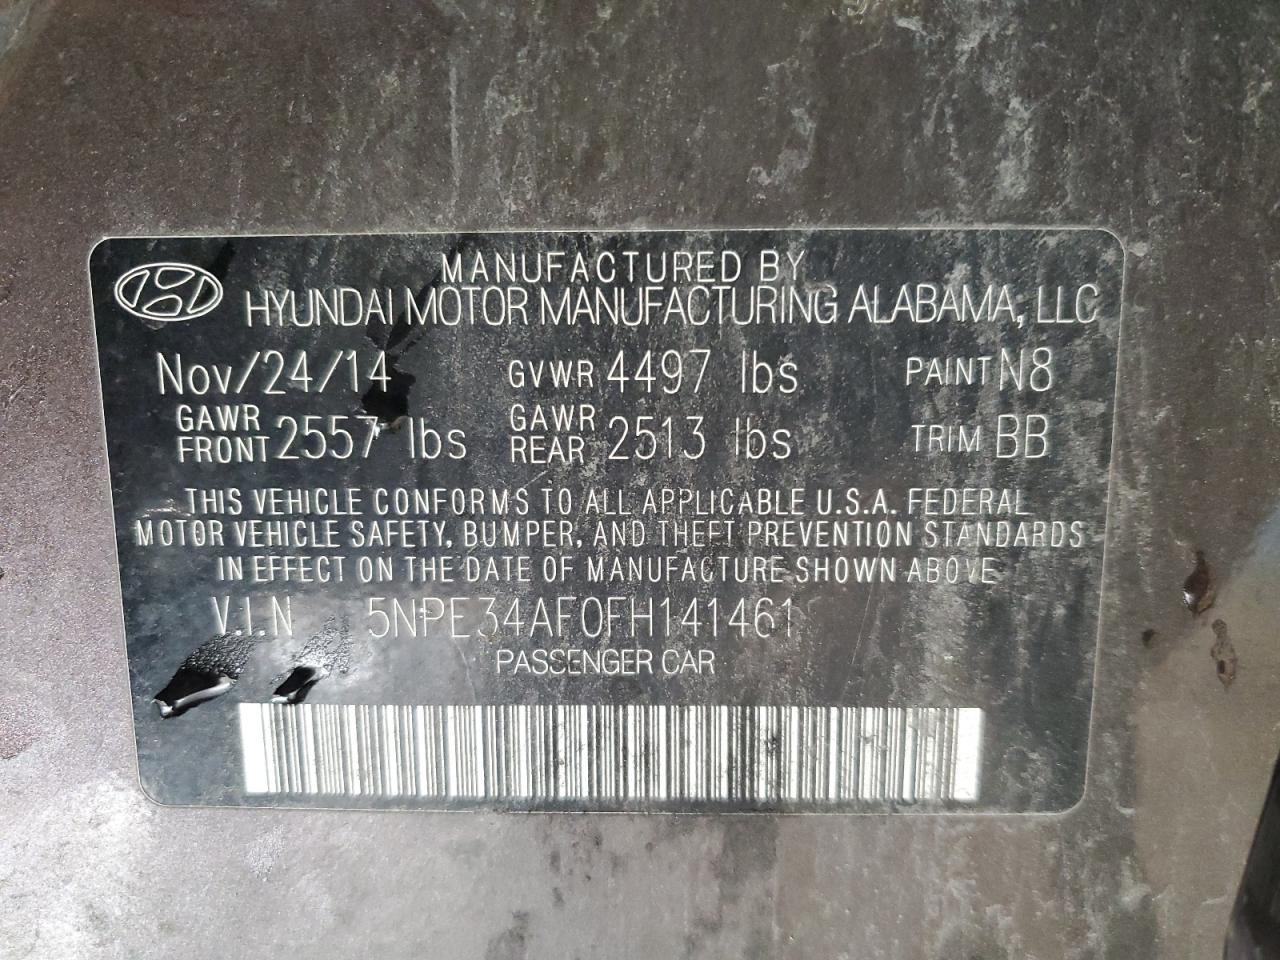 MANUFACTURED BY
HYUNDAI MOTOR MANUFACTURING ALABAMA, LLC
Nov/24/14 GVWR 4497 lbs PAINT N8
GAWR FRONT 2557 lbs GAWR REAR 2513 lbs TRIM BB
THIS VEHICLE CONFORMS TO ALL APPLICABLE U.S.A. FEDERAL
MOTOR VEHICLE SAFETY, BUMPER, AND THEFT PREVENTION STANDARDS
IN EFFECT ON THE DATE OF MANUFACTURE SHOWN ABOVE
V.I.N 5NPE34AF0FH141461
PASSENGER CAR